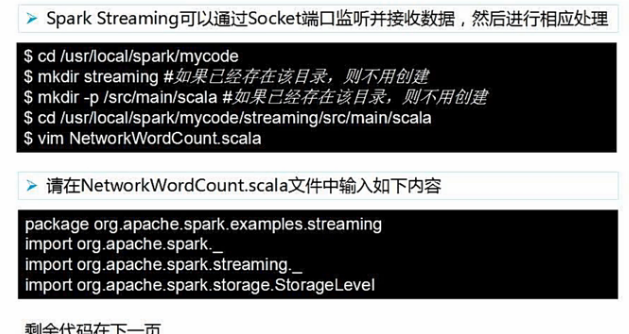 ➢ Spark Streaming可以通过Socket端口监听并接收数据，然后进行相应处理
$ cd /usr/local/spark/mycode
$ mkdir streaming #如果已经存在该目录，则不用创建
$ mkdir -p /src/main/scala #如果已经存在该目录，则不用创建
$ cd /usr/local/spark/mycode/streaming/src/main/scala
$ vim NetworkWordCount.scala
➢ 请在NetworkWordCount.scala文件中输入如下内容
package org.apache.spark.examples.streaming
import org.apache.spark._
import org.apache.spark.streaming._
import org.apache.spark.storage.StorageLevel
剩余代码在下一页